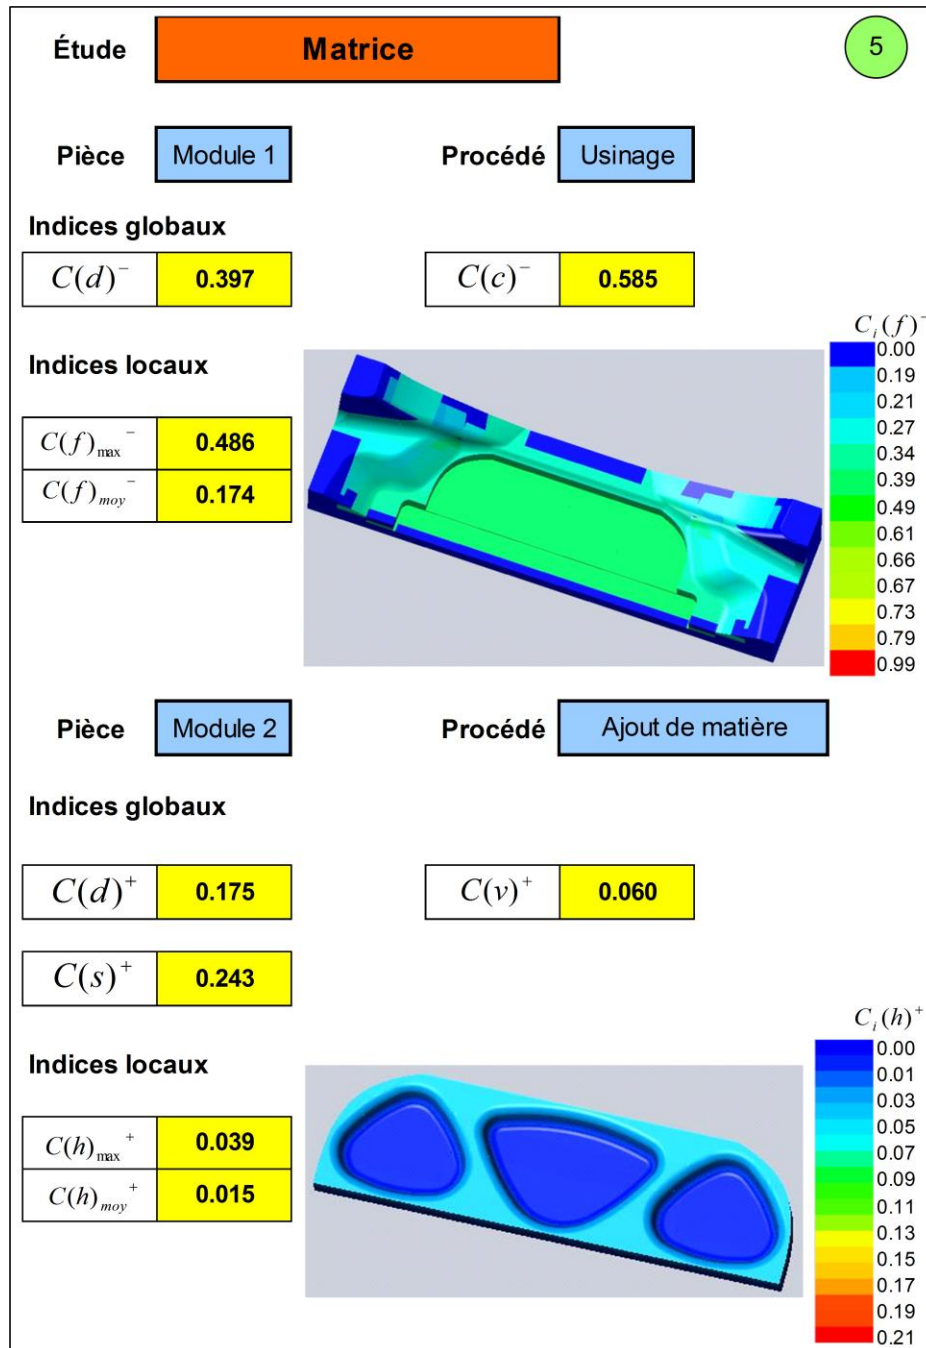 Étude Matrice 5
Pièce Module 1 Procédé Usinage
Indices globaux
C(d)⁻ 0.397 C(c)⁻ 0.585
Indices locaux
C(f)max⁻ 0.486
C(f)moy⁻ 0.174
Cᵢ(f)⁻
0.00
0.19
0.21
0.27
0.34
0.39
0.49
0.61
0.66
0.67
0.73
0.79
0.99
Pièce Module 2 Procédé Ajout de matière
Indices globaux
C(d)⁺ 0.175 C(v)⁺ 0.060
C(s)⁺ 0.243
Indices locaux
C(h)max⁺ 0.039
C(h)moy⁺ 0.015
Cᵢ(h)⁺
0.00
0.01
0.03
0.05
0.07
0.09
0.11
0.13
0.15
0.17
0.19
0.21